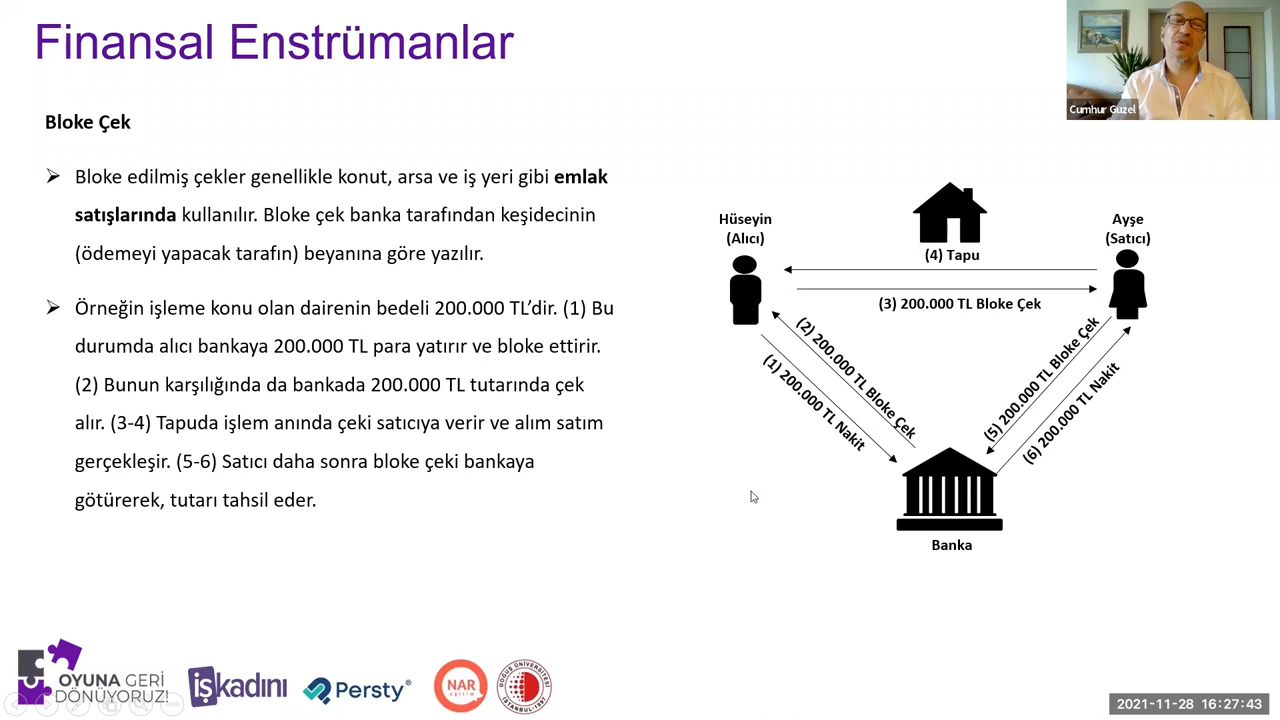 Finansal Enstrümanlar
Cumhur Guzel
Bloke Çek
Bloke edilmiş çekler genellikle konut, arsa ve iş yeri gibi emlak
satışlarında kullanılır. Bloke çek banka tarafından keşidecinin
(ödemeyi yapacak tarafın) beyanına göre yazılır.
Örneğin işleme konu olan dairenin bedeli 200.000 TL’dir. (1) Bu
durumda alıcı bankaya 200.000 TL para yatırır ve bloke ettirir.
(2) Bunun karşılığında da bankada 200.000 TL tutarında çek
alır. (3-4) Tapuda işlem anında çeki satıcıya verir ve alım satım
gerçekleşir. (5-6) Satıcı daha sonra bloke çeki bankaya
götürerek, tutarı tahsil eder.
Hüseyin
(Alıcı)
Ayşe
(Satıcı)
(4) Tapu
(3) 200.000 TL Bloke Çek
(2) 200.000 TL Bloke Çek
(1) 200.000 TL Nakit
(5) 200.000 TL Bloke Çek
(6) 200.000 TL Nakit
Banka
OYUNA GERİ
DÖNÜYORUZ!
işkadını
Persty
NAR
eğitim
DOĞUŞ ÜNİVERSİTESİ
İSTANBUL-1997
2021-11-28 16:27:43